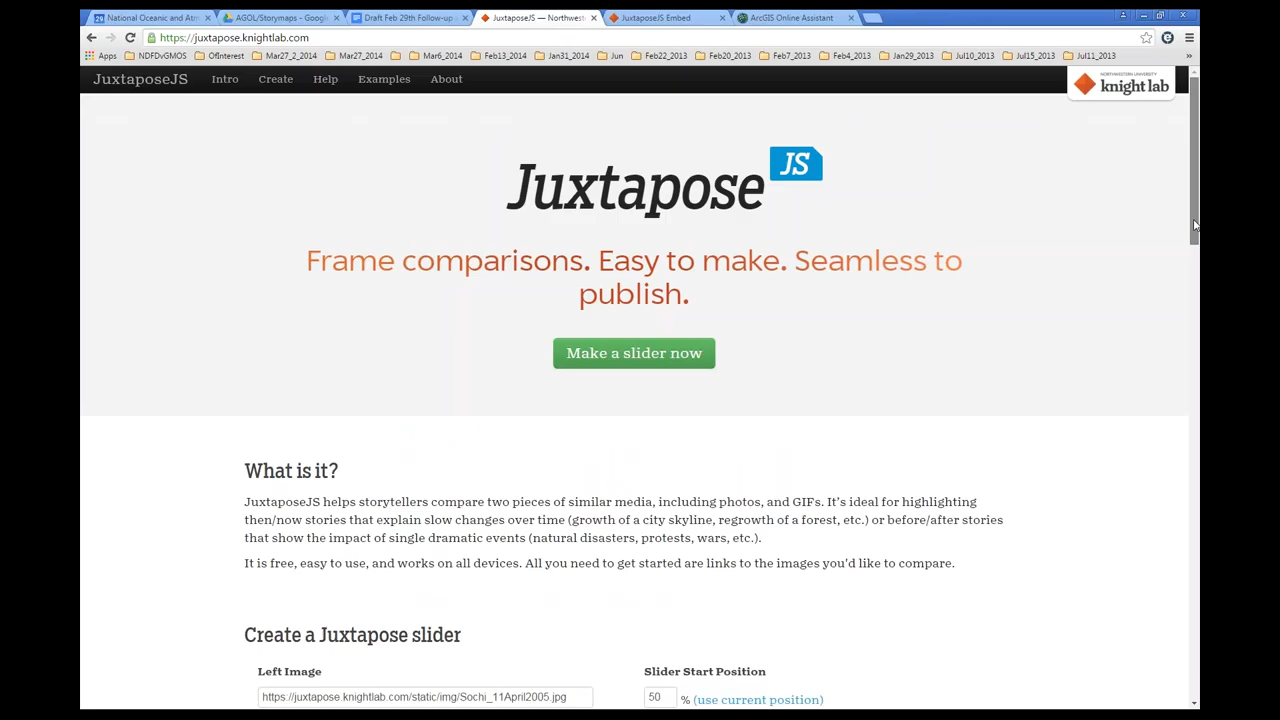 National Oceanic and Atm
AGOL/Storymaps - Google
Draft Feb 29th Follow-up
JuxtaposeJS — Northwest
JuxtaposeJS Embed
ArcGIS Online Assistant
https://juxtapose.knightlab.com
Apps NDFDvGMOS OfInterest Mar27_2_2014 Mar27_2014 Mar6_2014 Feb13_2014 Jan31_2014 Jun Feb22_2013 Feb20_2013 Feb7_2013 Feb4_2013 Jan29_2013 Jul10_2013 Jul15_2013 Jul11_2013
JuxtaposeJS Intro Create Help Examples About
NORTHWESTERN UNIVERSITY
knight lab
Juxtapose JS
Frame comparisons. Easy to make. Seamless to
publish.
Make a slider now
What is it?
JuxtaposeJS helps storytellers compare two pieces of similar media, including photos, and GIFs. It's ideal for highlighting
then/now stories that explain slow changes over time (growth of a city skyline, regrowth of a forest, etc.) or before/after stories
that show the impact of single dramatic events (natural disasters, protests, wars, etc.).
It is free, easy to use, and works on all devices. All you need to get started are links to the images you'd like to compare.
Create a Juxtapose slider
Left Image
Slider Start Position
https://juxtapose.knightlab.com/static/img/Sochi_11April2005.jpg
50 % (use current position)